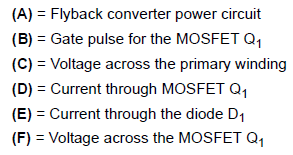 (A) = Flyback converter power circuit
(B) = Gate pulse for the MOSFET Q1
(C) = Voltage across the primary winding
(D) = Current through MOSFET Q1
(E) = Current through the diode D1
(F) = Voltage across the MOSFET Q1